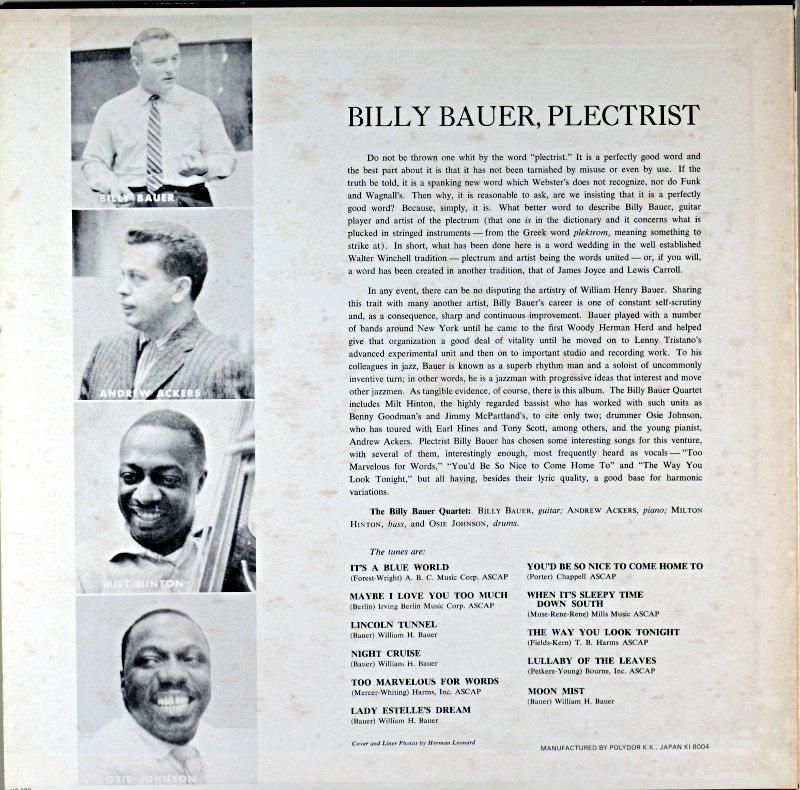 BILLY BAUER
ANDREW ACKERS
MILT HINTON
OSIE JOHNSON
BILLY BAUER, PLECTRIST
Do not be thrown one whit by the word “plectrist.” It is a perfectly good word and
the best part about it is that it has not been tarnished by misuse or even by use. If the
truth be told, it is a spanking new word which Webster's does not recognize, nor do Funk
and Wagnall's. Then why, it is reasonable to ask, are we insisting that it is a perfectly
good word? Because, simply, it is. What better word to describe Billy Bauer, guitar
player and artist of the plectrum (that one is in the dictionary and it concerns what is
plucked in stringed instruments — from the Greek word plektrom, meaning something to
strike at). In short, what has been done here is a word wedding in the well established
Walter Winchell tradition — plectrum and artist being the words united — or, if you will,
a word has been created in another tradition, that of James Joyce and Lewis Carroll.
In any event, there can be no disputing the artistry of William Henry Bauer. Sharing
this trait with many another artist, Billy Bauer's career is one of constant self-scrutiny
and, as a consequence, sharp and continuous improvement. Bauer played with a number
of bands around New York until he came to the first Woody Herman Herd and helped
give that organization a good deal of vitality until he moved on to Lenny Tristano's
advanced experimental unit and then on to important studio and recording work. To his
colleagues in jazz, Bauer is known as a superb rhythm man and a soloist of uncommonly
inventive turn; in other words, he is a jazzman with progressive ideas that interest and move
other jazzmen. As tangible evidence, of course, there is this album. The Billy Bauer Quartet
includes Milt Hinton, the highly regarded bassist who has worked with such units as
Benny Goodman's and Jimmy McPartland's, to cite only two; drummer Osie Johnson,
who has toured with Earl Hines and Tony Scott, among others, and the young pianist,
Andrew Ackers. Plectrist Billy Bauer has chosen some interesting songs for this venture,
with several of them, interestingly enough, most frequently heard as vocals — “Too
Marvelous for Words,” “You'd Be So Nice to Come Home To” and “The Way You
Look Tonight,” but all having, besides their lyric quality, a good base for harmonic
variations.
The Billy Bauer Quartet: BILLY BAUER, guitar; ANDREW ACKERS, piano; MILTON
HINTON, bass, and OSIE JOHNSON, drums.
The tunes are:
IT'S A BLUE WORLD
(Forest-Wright) A. B. C. Music Corp. ASCAP
MAYBE I LOVE YOU TOO MUCH
(Berlin) Irving Berlin Music Corp. ASCAP
LINCOLN TUNNEL
(Bauer) William H. Bauer
NIGHT CRUISE
(Bauer) William H. Bauer
TOO MARVELOUS FOR WORDS
(Mercer-Whiting) Harms, Inc. ASCAP
LADY ESTELLE'S DREAM
(Bauer) William H. Bauer
YOU'D BE SO NICE TO COME HOME TO
(Porter) Chappell ASCAP
WHEN IT'S SLEEPY TIME
DOWN SOUTH
(Muse-Rene-Rene) Mills Music ASCAP
THE WAY YOU LOOK TONIGHT
(Fields-Kern) T. B. Harms ASCAP
LULLABY OF THE LEAVES
(Petkere-Young) Bourne, Inc. ASCAP
MOON MIST
(Bauer) William H. Bauer
Cover and Liner Photos by Herman Leonard
MANUFACTURED BY POLYDOR K.K., JAPAN KI 8004